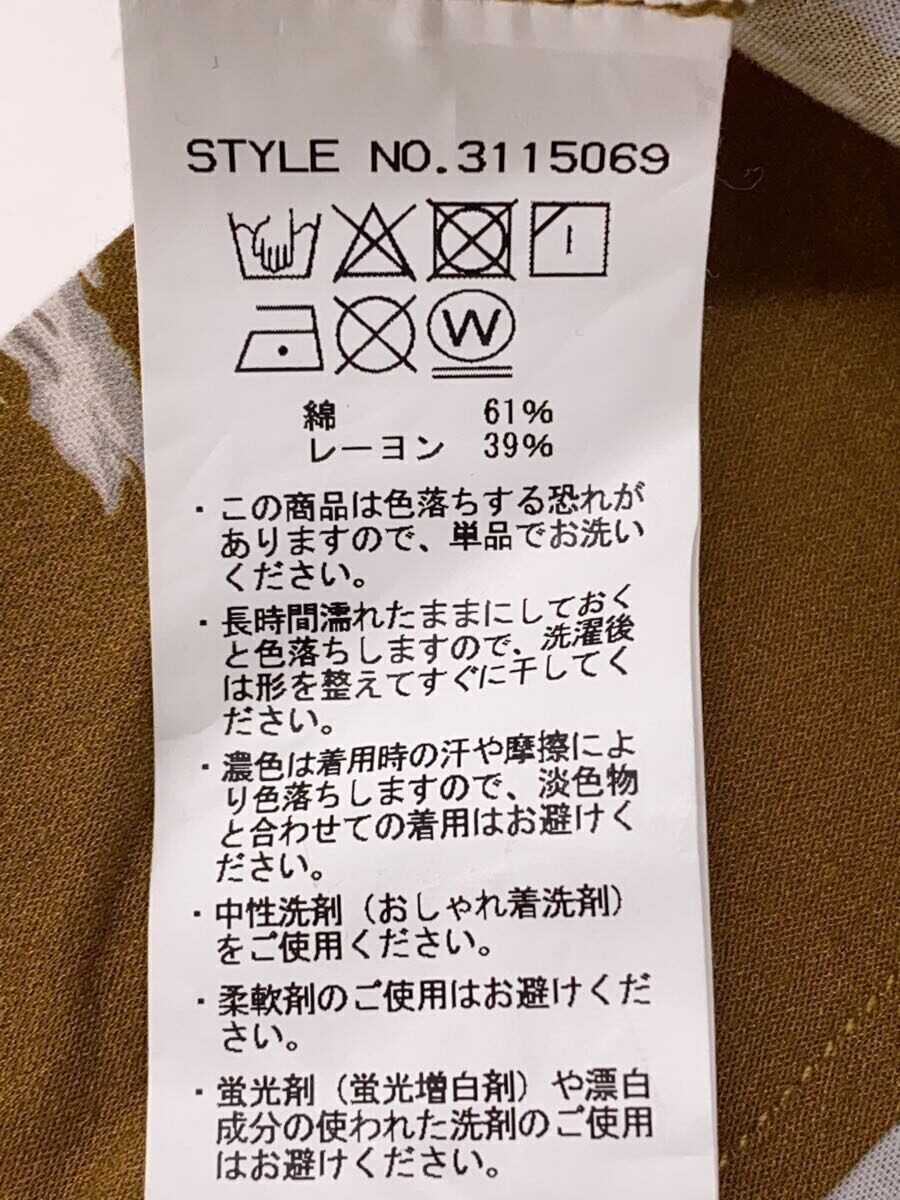 STYLE NO.3115069
W
綿 61%
レーヨン 39%
・この商品は色落ちする恐れが
ありますので、単品でお洗い
ください。
・長時間濡れたままにしておく
と色落ちしますので、洗濯後
は形を整えてすぐに干してく
ださい。
・濃色は着用時の汗や摩擦によ
り色落ちしますので、淡色物
と合わせての着用はお避けく
ださい。
・中性洗剤（おしゃれ着洗剤）
をご使用ください。
・柔軟剤のご使用はお避けくだ
さい。
・蛍光剤（蛍光増白剤）や漂白
成分の使われた洗剤のご使用
はお避けください。